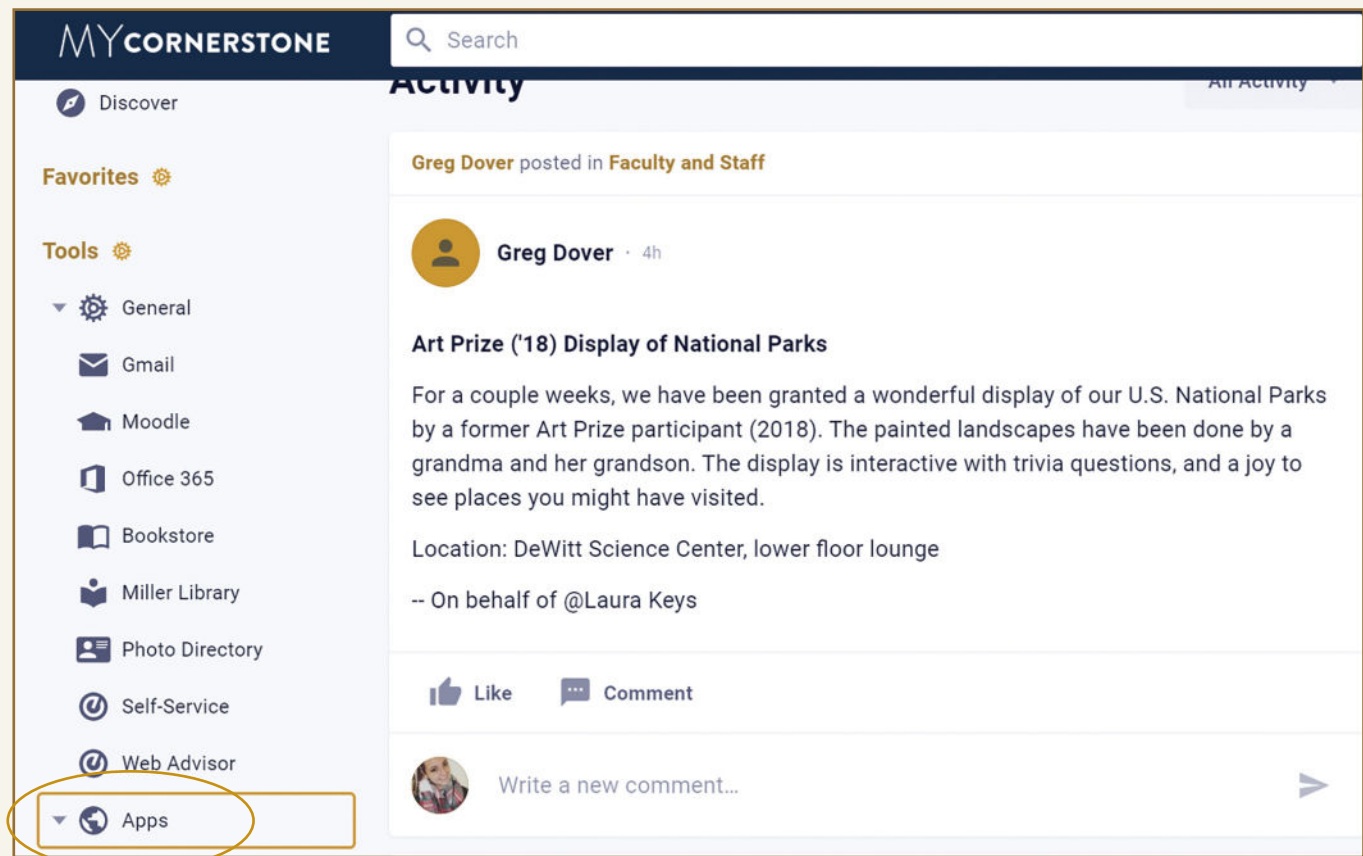 MYCORNERSTONE
Search
Discover
Favorites
Tools
General
Gmail
Moodle
Office 365
Bookstore
Miller Library
Photo Directory
Self-Service
Web Advisor
Apps
Activity
All Activity
Greg Dover posted in Faculty and Staff
Greg Dover · 4h
Art Prize ('18) Display of National Parks
For a couple weeks, we have been granted a wonderful display of our U.S. National Parks
by a former Art Prize participant (2018). The painted landscapes have been done by a
grandma and her grandson. The display is interactive with trivia questions, and a joy to
see places you might have visited.
Location: DeWitt Science Center, lower floor lounge
-- On behalf of @Laura Keys
Like
Comment
Write a new comment...